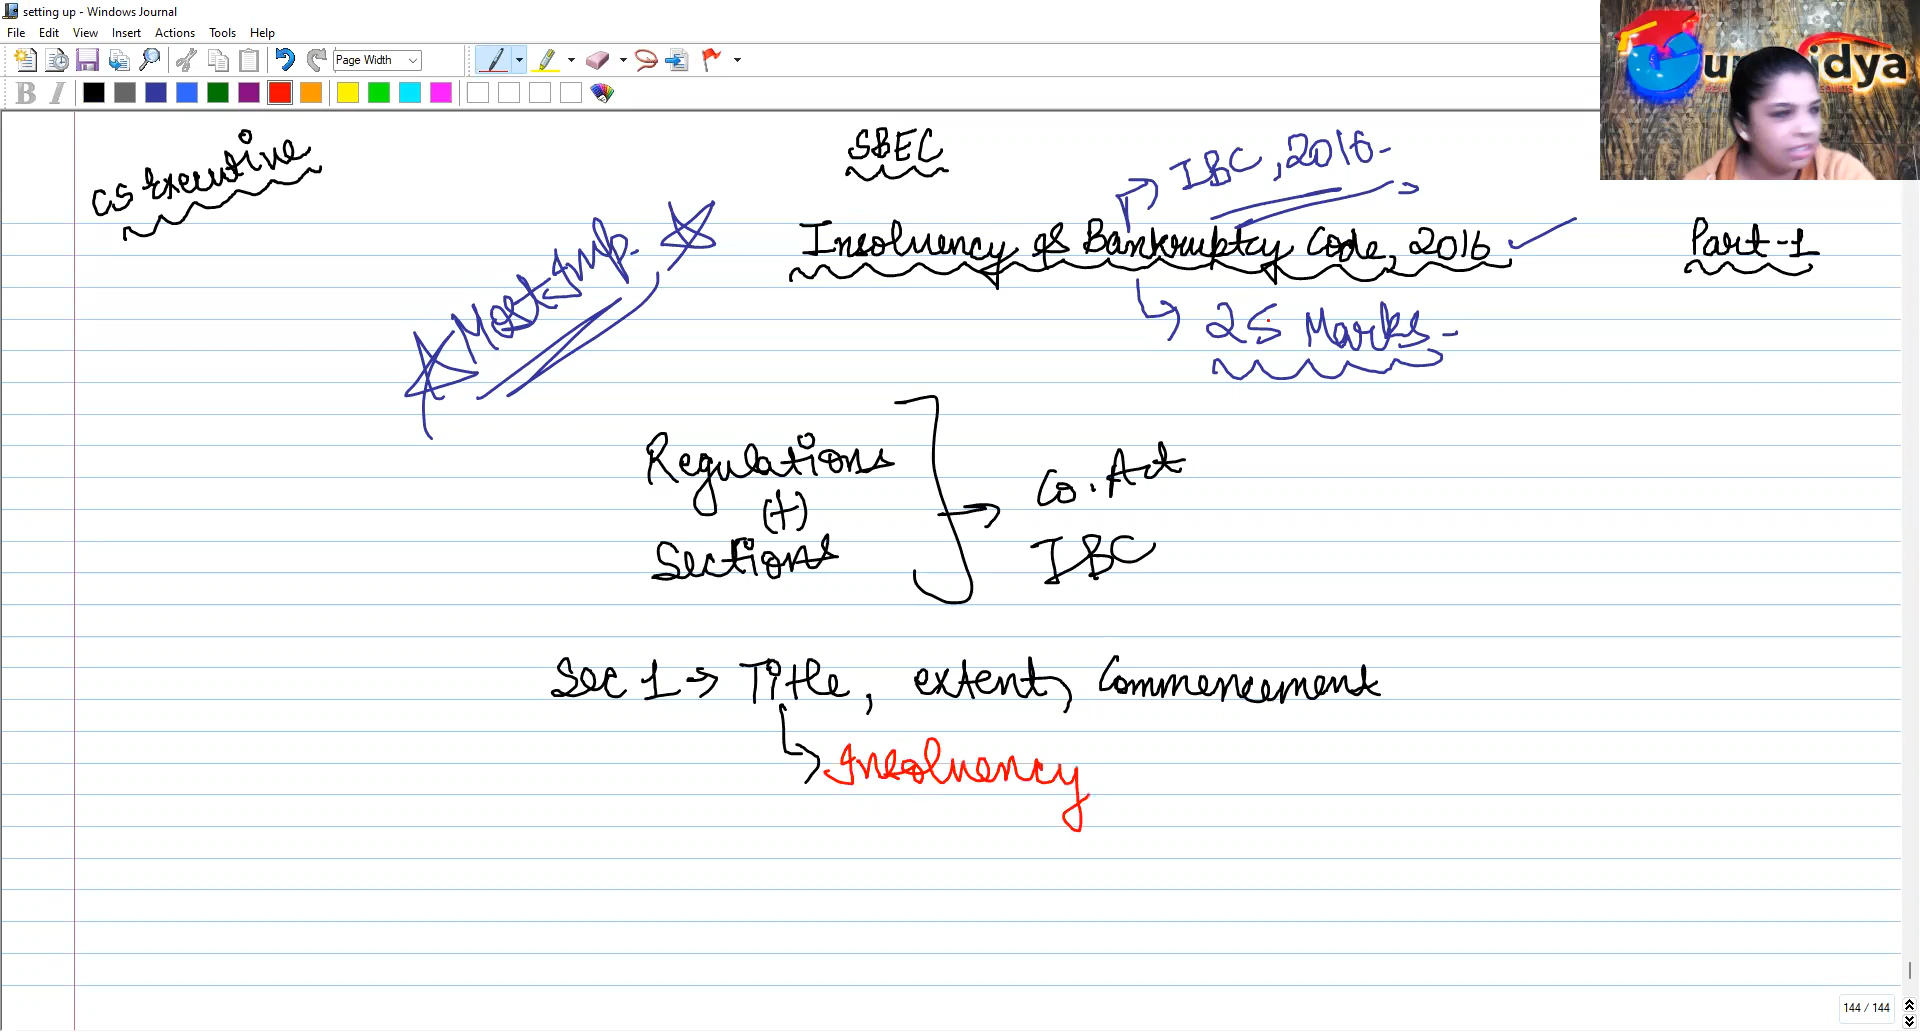 setting up - Windows Journal
File Edit View Insert Actions Tools Help
Page Width
B I
CS Executive
SBEC
IBC, 2016
Most Imp.
Insolvency & Bankruptcy Code, 2016
Part-1
25 Marks
Regulations
(+)
Sections
Co. Act
IBC
Sec 1 → Title, extent, Commencement
Insolvency
144 / 144